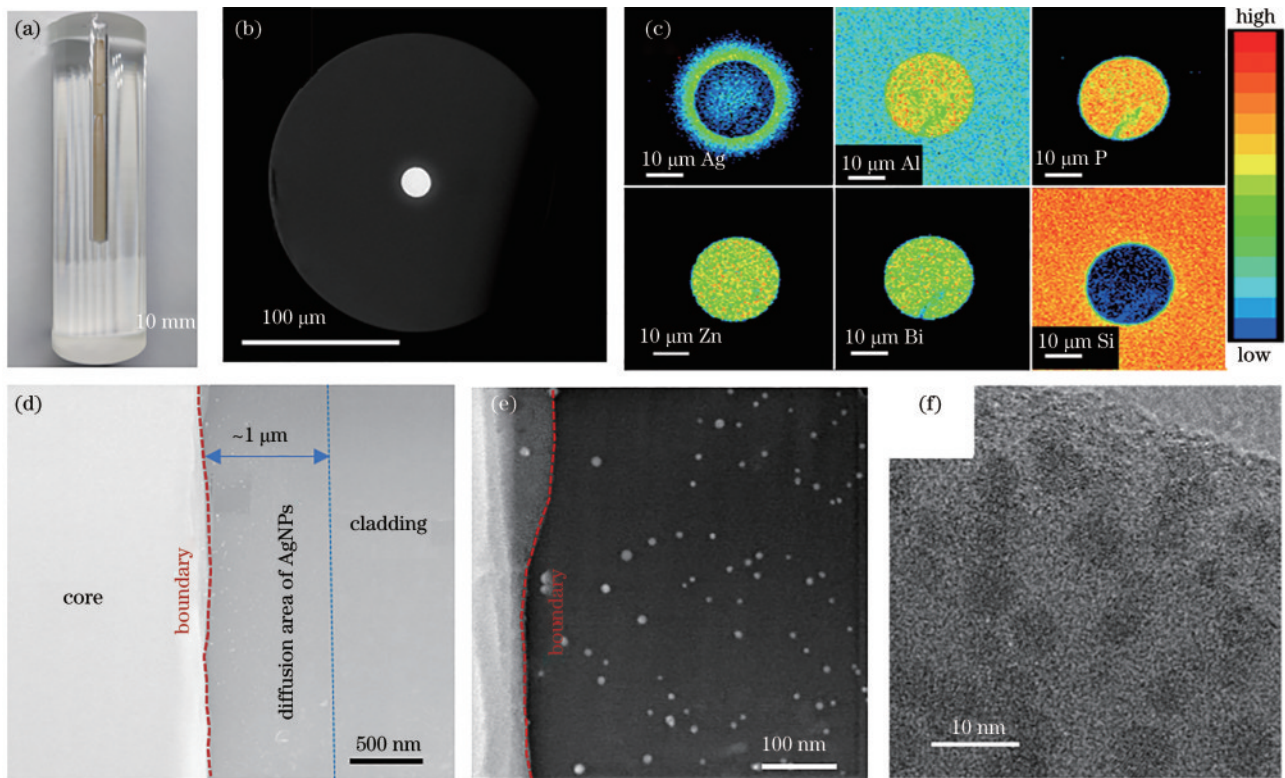 (a)
10 mm
(b)
100 μm
(c)
10 μm Ag
10 μm Al
10 μm P
10 μm Zn
10 μm Bi
10 μm Si
high
low
(d)
~1 μm
core
boundary
diffusion area of AgNPs
cladding
500 nm
(e)
boundary
100 nm
(f)
10 nm